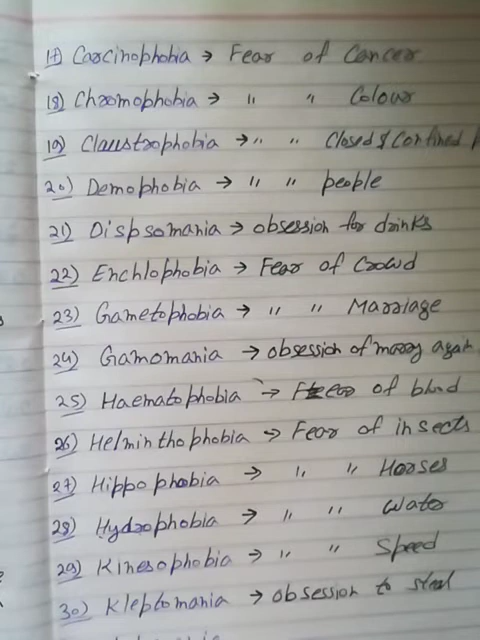 17) Carcinophobia → Fear of Cancer
18) Chromophobia → " " Colour
19) Claustrophobia → " " Closed & Confined
20) Demophobia → " " people
21) Dispsomania → obsession for drinks
22) Enchlophobia → Fear of Crowd
23) Gametophobia → " " Marriage
24) Gamomania → obsession of marry again
25) Haematophobia → Fear of blood
26) Helminthophobia → Fear of insects
27) Hippophobia → " " Horses
28) Hydrophobia → " " Water
29) Kinesophobia → " " Speed
30) Kleptomania → obsession to steal